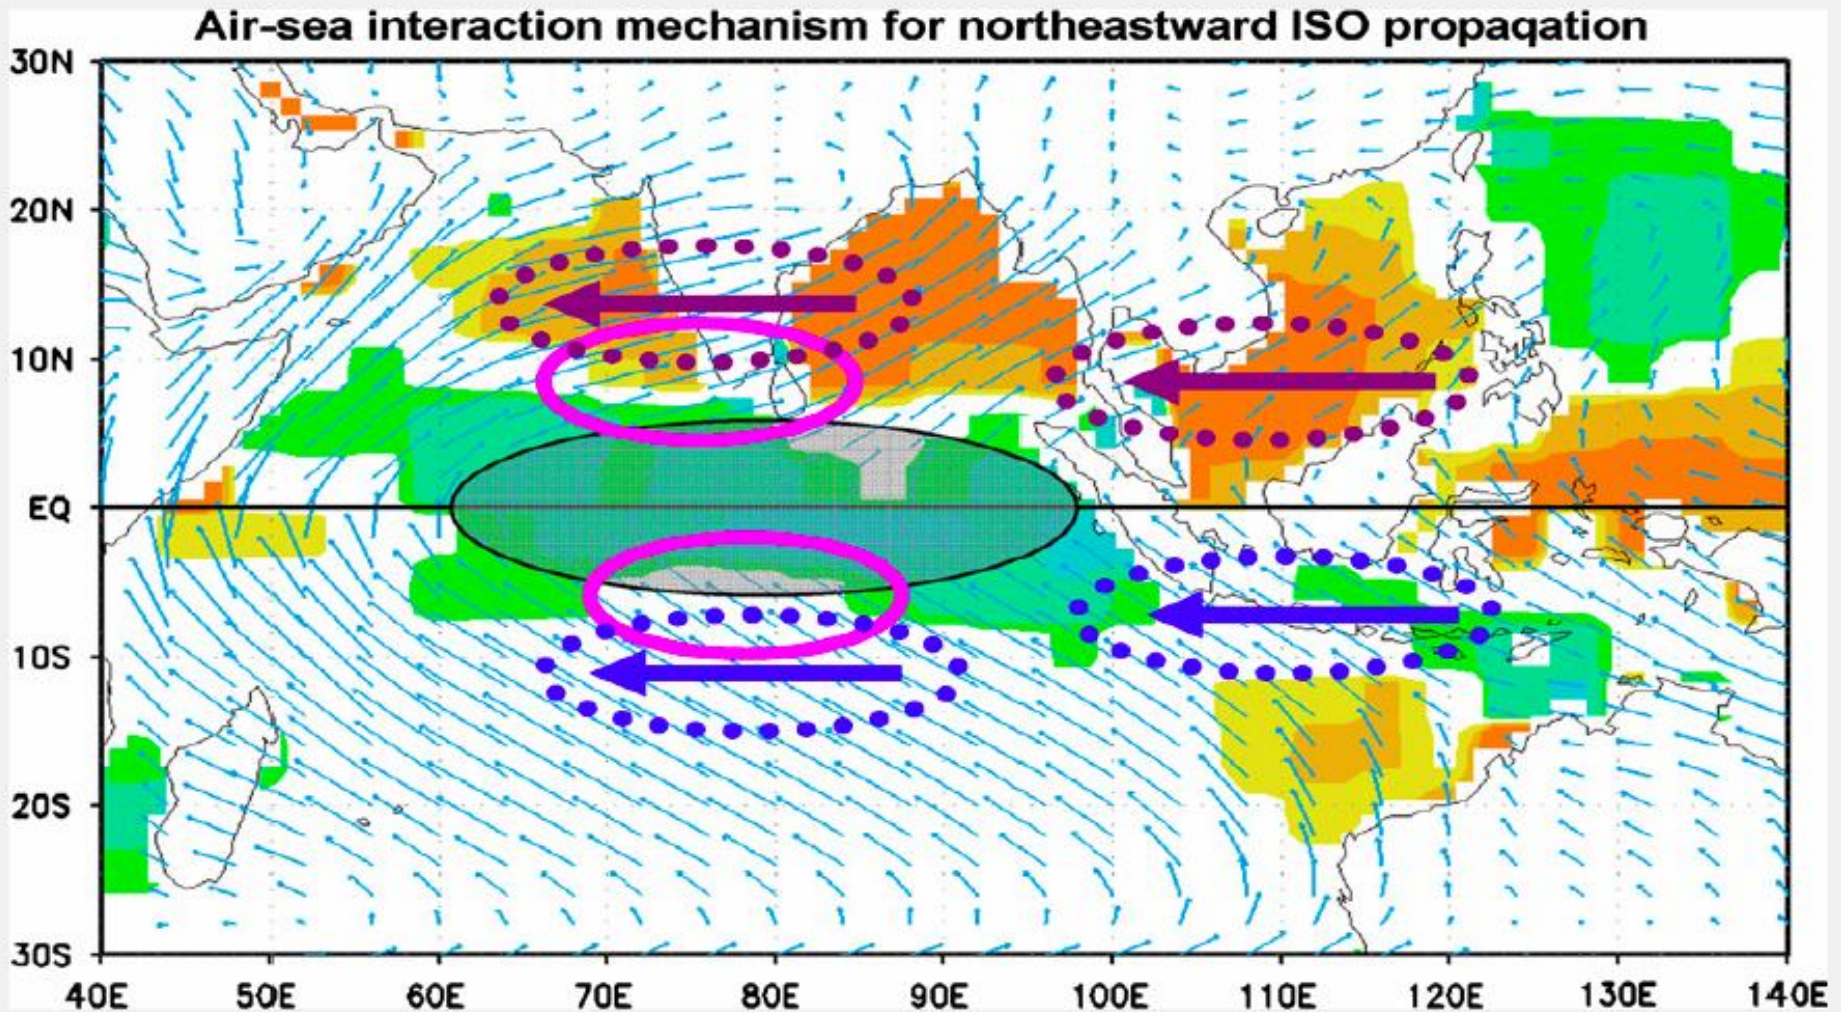 Air-sea interaction mechanism for northeastward ISO propaqation
30N
20N
10N
EQ
10S
20S
30S
40E 50E 60E 70E 80E 90E 100E 110E 120E 130E 140E